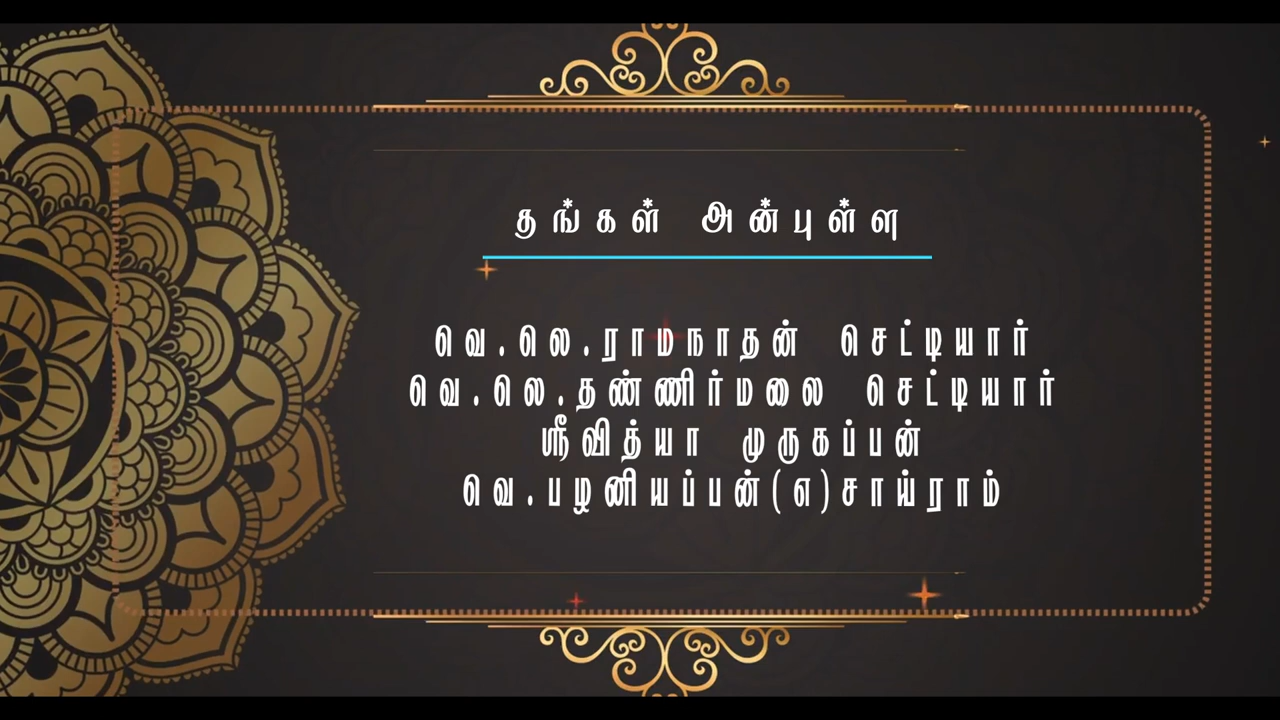 தங்கள் அன்புள்ள
வெ.லெ.ராமநாதன் செட்டியார்
வெ.லெ.தண்ணிர்மலை செட்டியார்
ஸ்ரீவித்யா முருகப்பன்
வெ.பழனியப்பன்(எ)சாய்ராம்